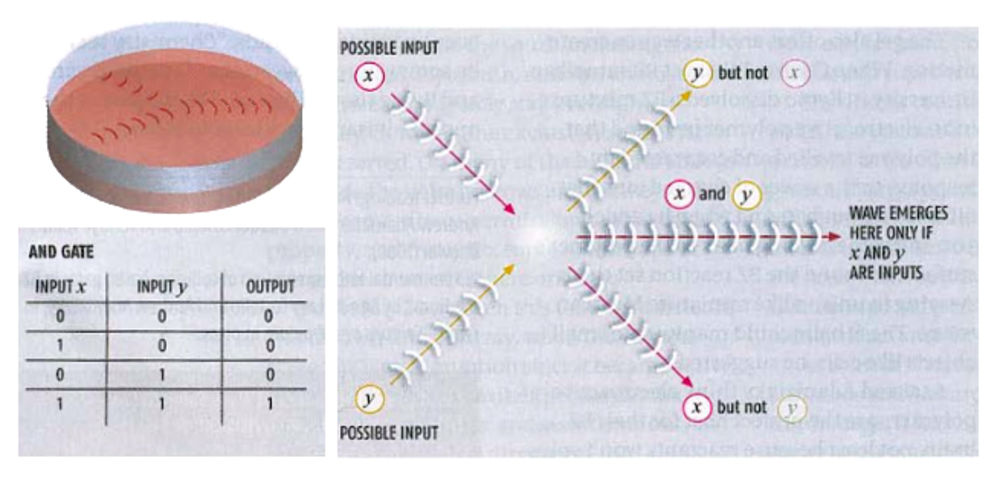 POSSIBLE INPUT
x
y but not x
x and y
WAVE EMERGES
HERE ONLY IF
x AND y
ARE INPUTS
x but not y
y
POSSIBLE INPUT
AND GATE
INPUT x INPUT y OUTPUT
0 0 0
1 0 0
0 1 0
1 1 1